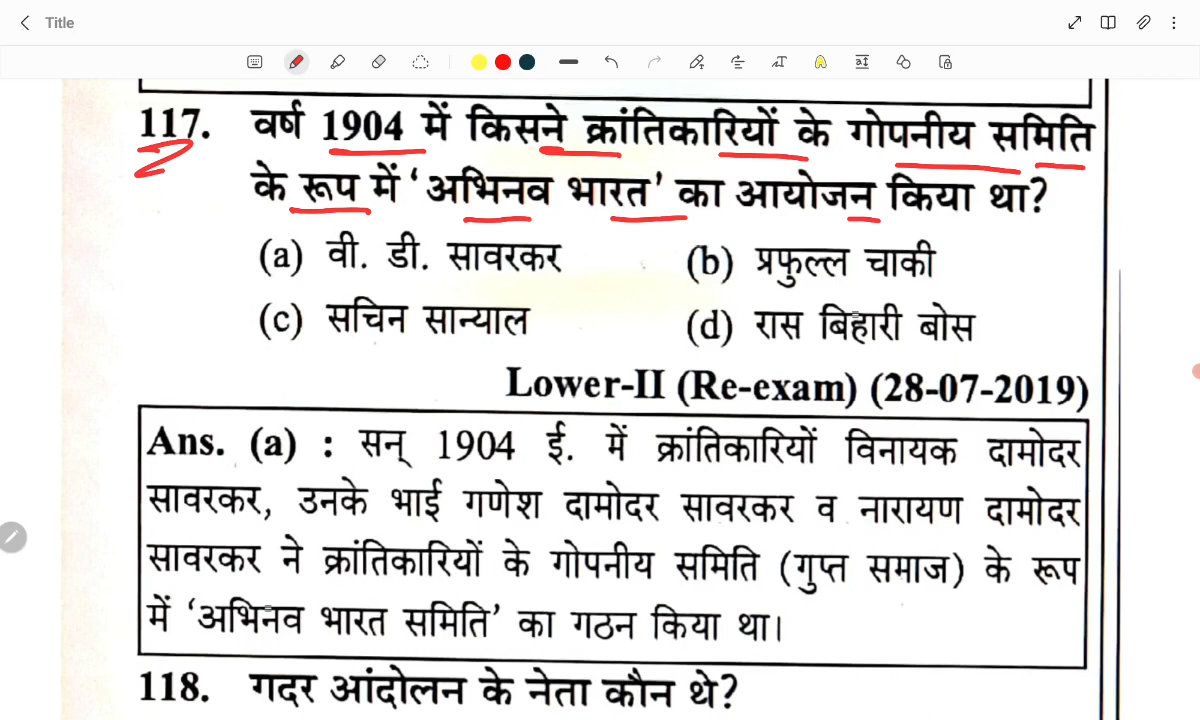 Title
117. वर्ष 1904 में किसने क्रांतिकारियों के गोपनीय समिति
के रूप में ‘अभिनव भारत’ का आयोजन किया था?
(a) वी. डी. सावरकर (b) प्रफुल्ल चाकी
(c) सचिन सान्याल (d) रास बिहारी बोस
Lower-II (Re-exam) (28-07-2019)
Ans. (a) : सन् 1904 ई. में क्रांतिकारियों विनायक दामोदर
सावरकर, उनके भाई गणेश दामोदर सावरकर व नारायण दामोदर
सावरकर ने क्रांतिकारियों के गोपनीय समिति (गुप्त समाज) के रूप
में ‘अभिनव भारत समिति’ का गठन किया था।
118. गदर आंदोलन के नेता कौन थे?